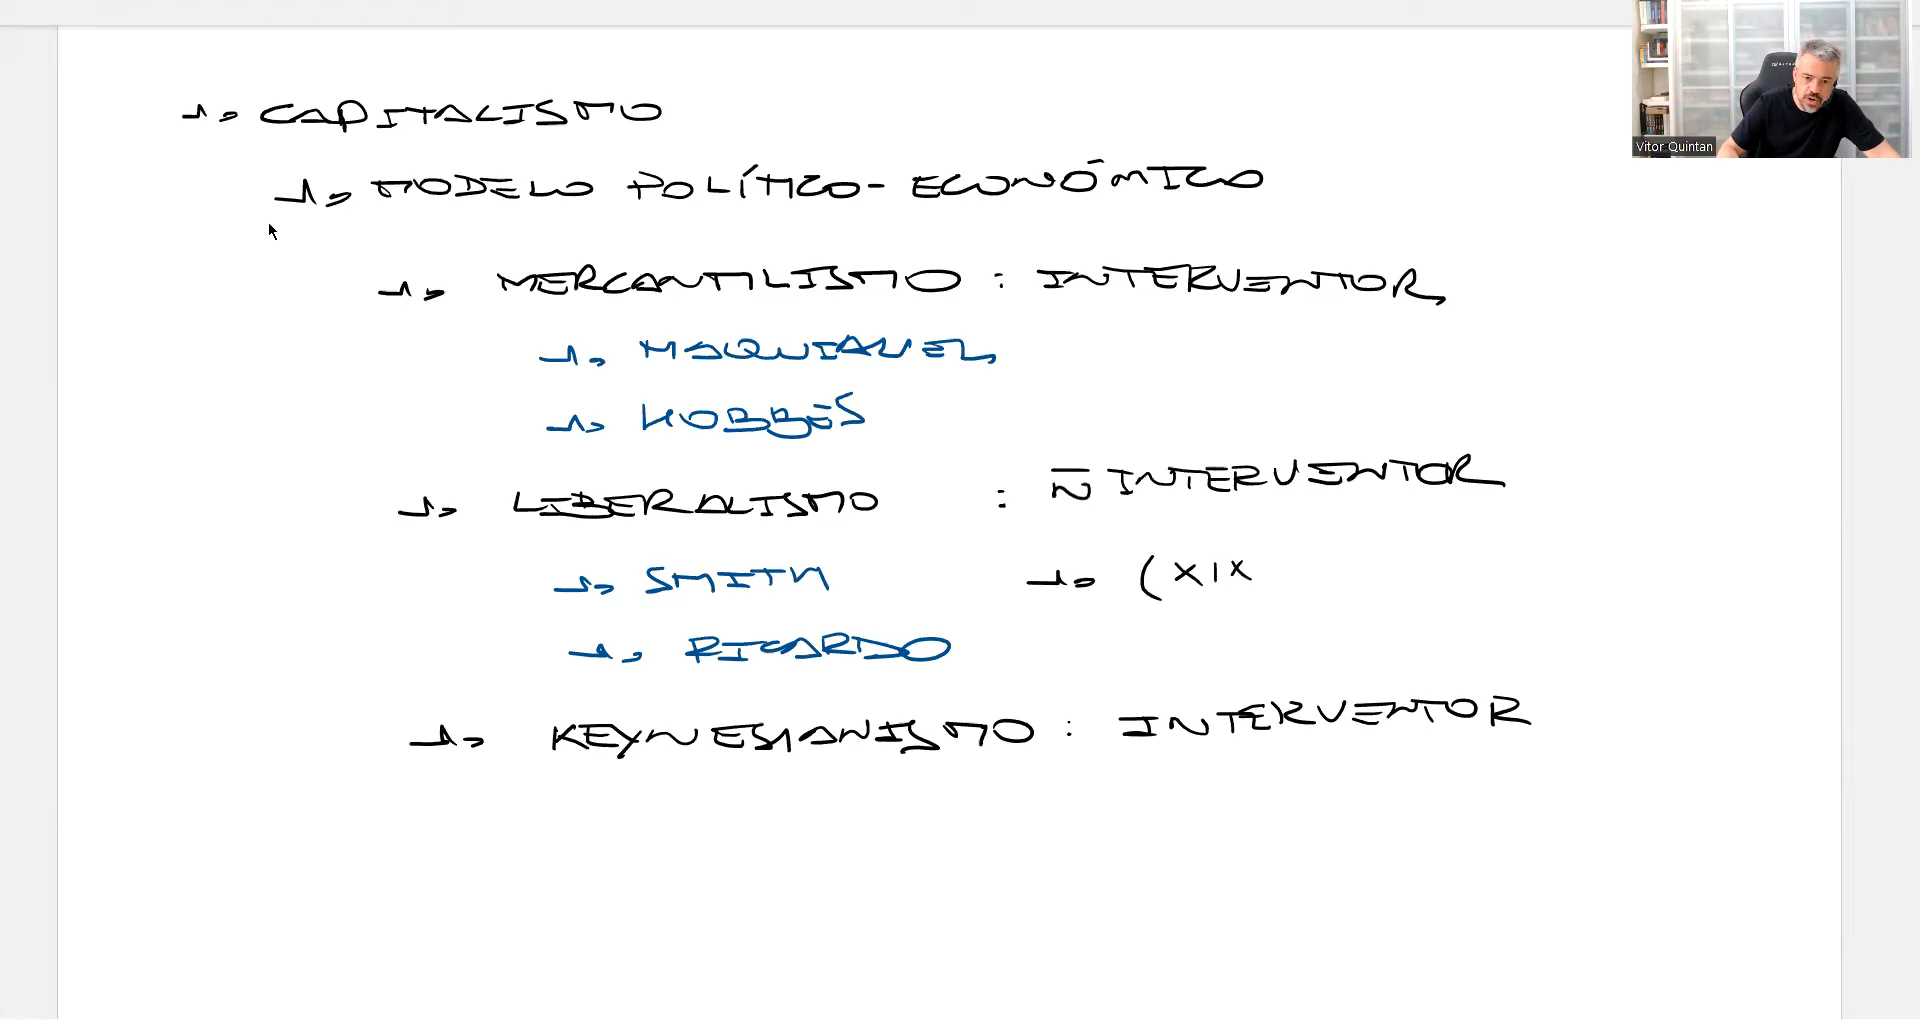 Vitor Quintan
→ CAPITALISMO
→ MODELO POLÍTICO-ECONÔMICO
→ MERCANTILISMO : INTERVENTOR
→ MAQUIAVEL
→ HOBBES
→ LIBERALISMO : Ñ INTERVENTOR
→ SMITH → (XIX
→ RICARDO
→ KEYNESIANISMO : INTERVENTOR